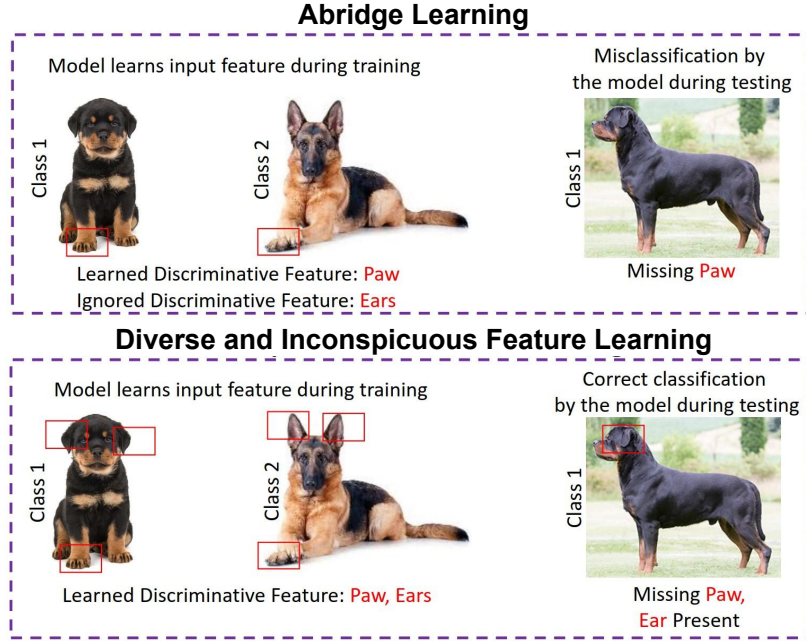 Abridge Learning
Model learns input feature during training
Misclassification by
the model during testing
Class 1
Class 2
Class 1
Learned Discriminative Feature: Paw
Ignored Discriminative Feature: Ears
Missing Paw
Diverse and Inconspicuous Feature Learning
Model learns input feature during training
Correct classification
by the model during testing
Class 1
Class 2
Class 1
Learned Discriminative Feature: Paw, Ears
Missing Paw,
Ear Present